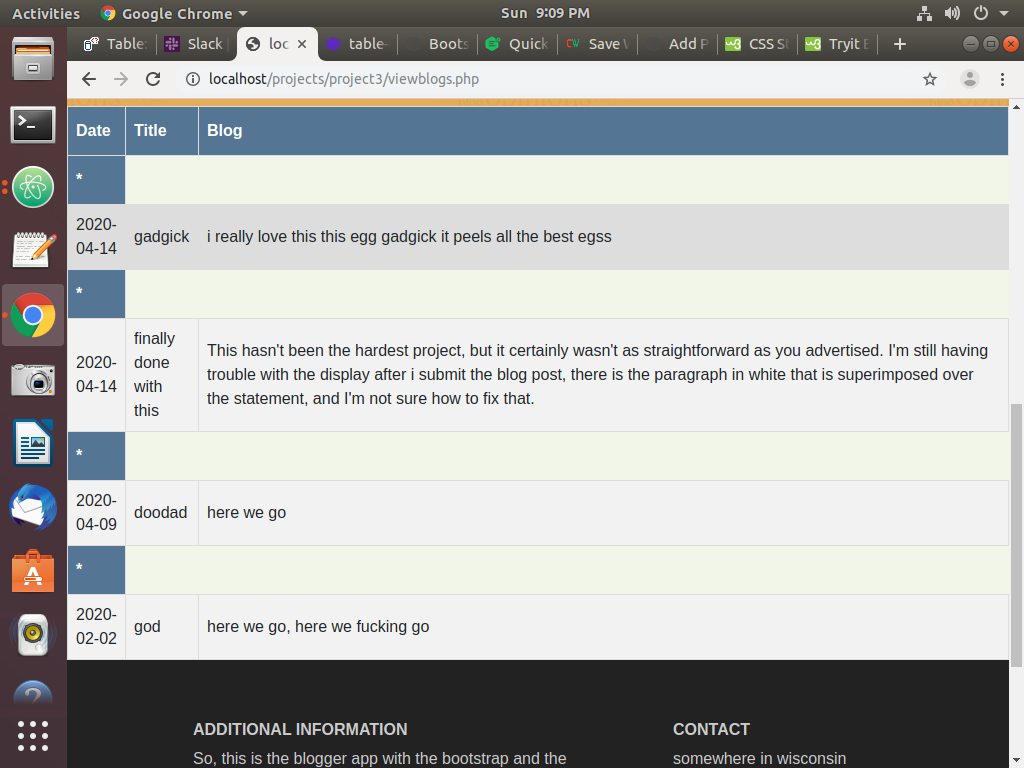 Activities Google Chrome Sun 9:09 PM
Table: Slack loc table- Boots Quick CW Save Add P CSS St Tryit E
localhost/projects/project3/viewblogs.php
Date Title Blog
*
2020-04-14 gadgick i really love this this egg gadgick it peels all the best egss
*
2020-04-14 finally done with this This hasn't been the hardest project, but it certainly wasn't as straightforward as you advertised. I'm still having
trouble with the display after i submit the blog post, there is the paragraph in white that is superimposed over
the statement, and I'm not sure how to fix that.
*
2020-04-09 doodad here we go
*
2020-02-02 god here we go, here we fucking go
ADDITIONAL INFORMATION CONTACT
So, this is the blogger app with the bootstrap and the somewhere in wisconsin